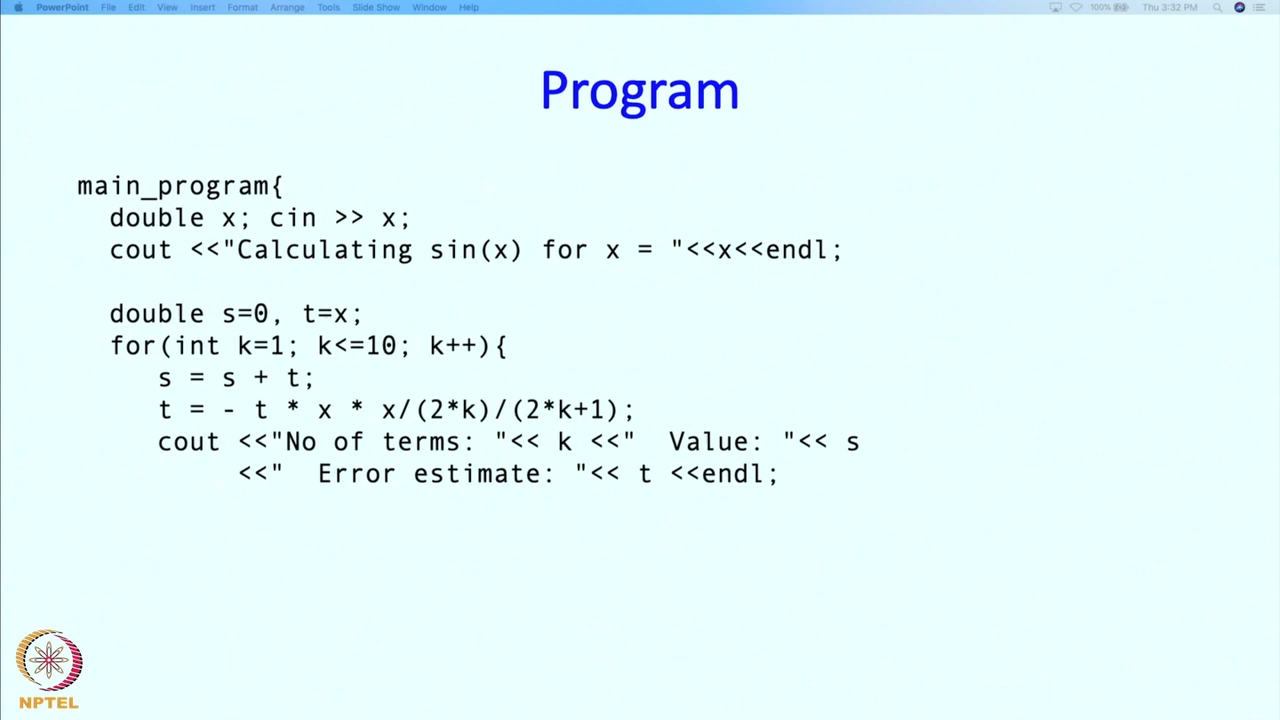 PowerPoint File Edit View Insert Format Arrange Tools Slide Show Window Help 100% Thu 3:32 PM
Program
main_program{
double x; cin >> x;
cout <<"Calculating sin(x) for x = "<<x<<endl;
double s=0, t=x;
for(int k=1; k<=10; k++){
s = s + t;
t = - t * x * x/(2*k)/(2*k+1);
cout <<"No of terms: "<< k <<"  Value: "<< s
<<"  Error estimate: "<< t <<endl;
NPTEL